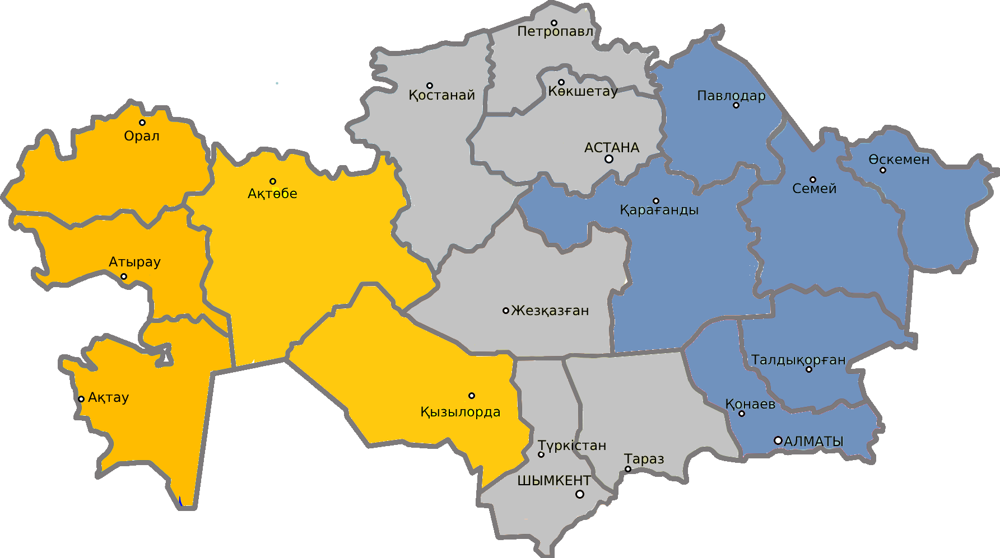 Петропавл
Көкшетау
Қостанай
Павлодар
Орал
АСТАНА
Өскемен
Семей
Ақтөбе
Қарағанды
Атырау
Жезқазған
Талдықорған
Ақтау
Қонаев
Қызылорда
АЛМАТЫ
Түркістан
Тараз
ШЫМКЕНТ